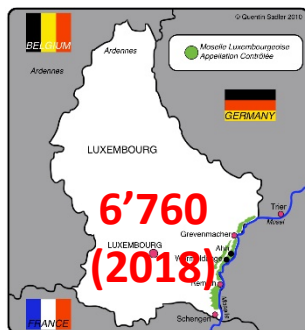 © Quentin Sadler 2010
BELGIUM
Ardennes
Ardennes
Moselle Luxembourgeoise
Appellation Contrôlée
GERMANY
LUXEMBOURG
6’760
(2018)
Trier
Mosel
Grevenmacher
Ahn
LUXEMBOURG
Remich
Moselle
Schengen
FRANCE